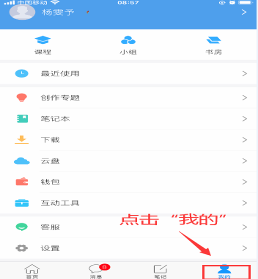 中国移动 08:57
杨雯予
课程 小组 书房
最近使用
创作专题
笔记本
下载
云盘
钱包
互动工具
客服
设置
点击“我的”
首页 消息 笔记 我的